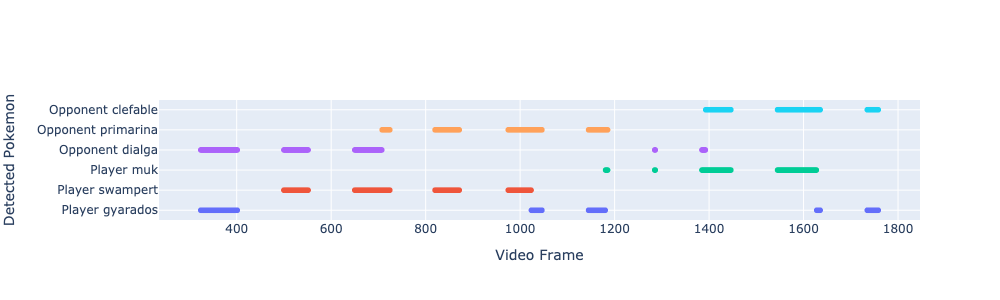 Detected Pokemon
Opponent clefable
Opponent primarina
Opponent dialga
Player muk
Player swampert
Player gyarados
400 600 800 1000 1200 1400 1600 1800
Video Frame